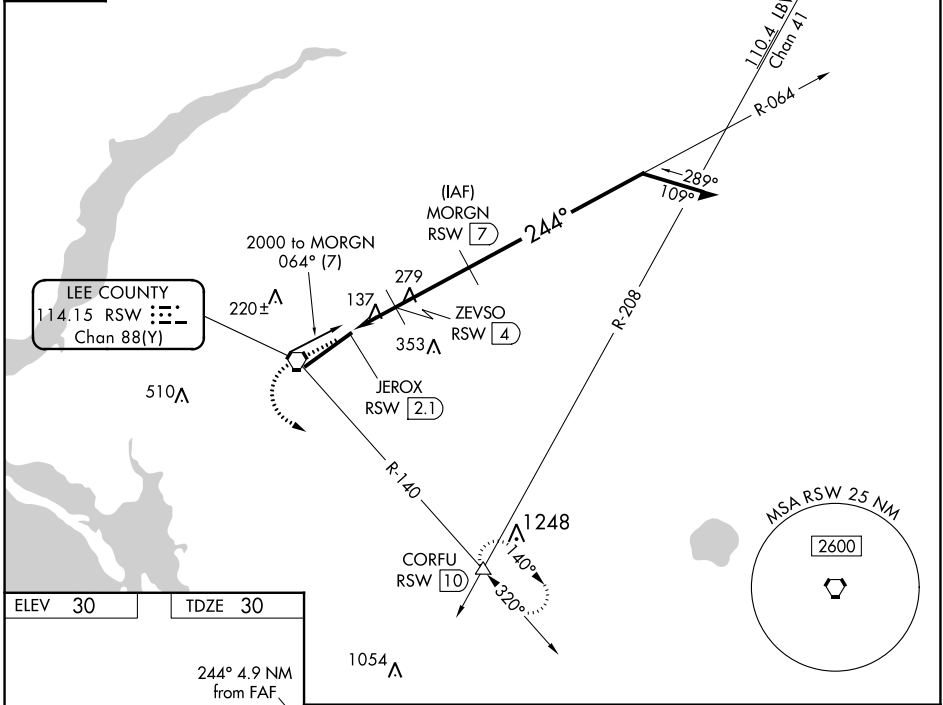 110.4 LBV
Chan 41
R-064
289°
109°
(IAF)
MORGN
RSW 7
244°
2000 to MORGN
064° (7)
LEE COUNTY
114.15 RSW
Chan 88(Y)
220±
137
279
ZEVSO
RSW 4
353
R-208
JEROX
RSW 2.1
510
R-140
MSA RSW 25 NM
2600
1248
CORFU
RSW 10
140°
320°
ELEV 30
TDZE 30
1054
244° 4.9 NM
from FAF